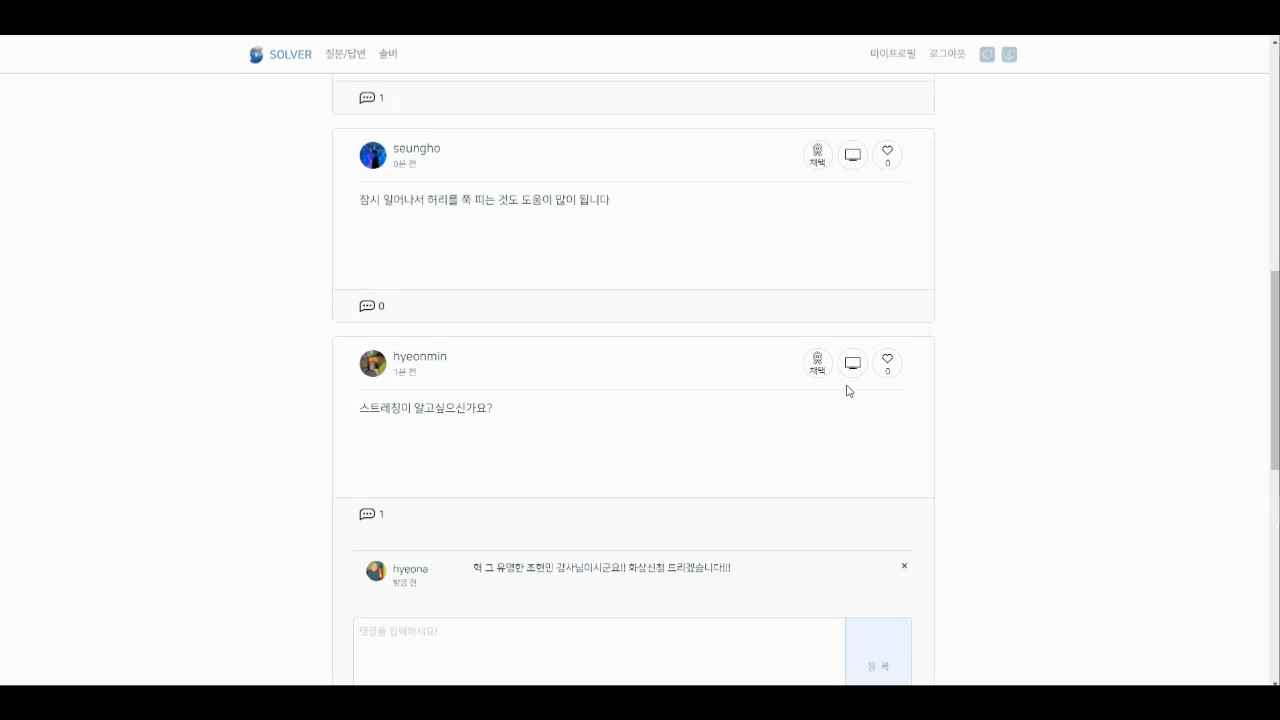 SOLVER 질문/답변 솔버 마이프로필 로그아웃
1
seungho
8분 전
채택
0
잠시 일어나서 허리를 쭉 피는 것도 도움이 많이 됩니다
0
hyeonmin
1분 전
채택
0
스트레칭이 알고싶으신가요?
1
hyeona
방금 전
헉 그 유명한 조현민 강사님이시군요!! 화상신청 드리겠습니다!!!
×
댓글을 입력하세요!
등 록